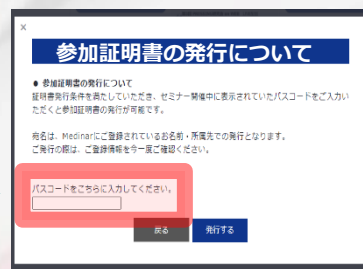 ×
参加証明書の発行について
● 参加証明書の発行について
証明書発行条件を満たしていただき、セミナー開催中に表示されていたパスコードをご入力い
ただくと参加証明書の発行が可能です。
宛名は、Medinarにご登録されているお名前・所属先での発行となります。
ご発行の際は、ご登録情報を今一度ご確認ください。
パスコードをこちらに入力してください。
戻る 発行する